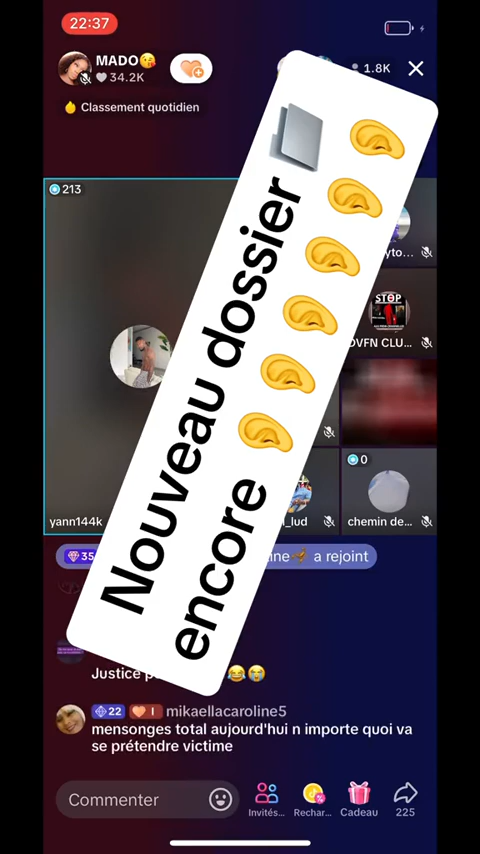 22:37
MADO😘
34.2K
1.8K
Classement quotidien
213
Nouveau dossier
encore
STOP
OVFN CLU...
0
yann144k
_lud
chemin de...
35
a rejoint
Justice
22 I mikaellacaroline5
mensonges total aujourd'hui n importe quoi va
se prétendre victime
Commenter
Invités...
Rechar...
Cadeau
225